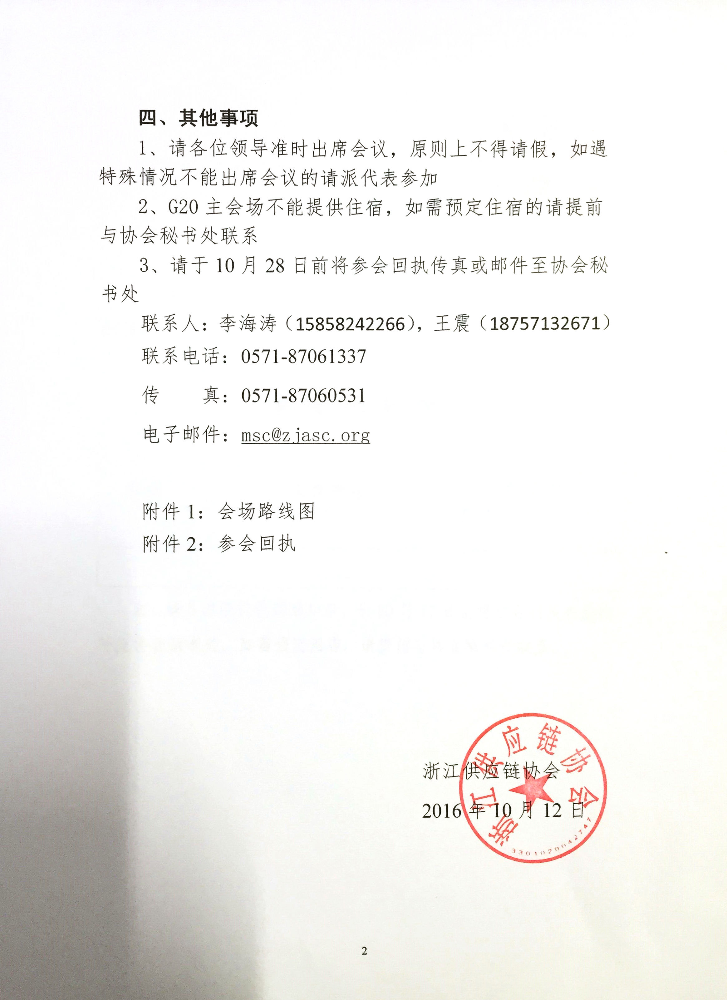 四、其他事项
1、请各位领导准时出席会议，原则上不得请假，如遇
特殊情况不能出席会议的请派代表参加
2、G20 主会场不能提供住宿，如需预定住宿的请提前
与协会秘书处联系
3、请于 10 月 28 日前将参会回执传真或邮件至协会秘
书处
联系人：李海涛（15858242266），王震（18757132671）
联系电话：0571-87061337
传　　真：0571-87060531
电子邮件：msc@zjasc.org
附件 1：会场路线图
附件 2：参会回执
浙江供应链协会
2016 年 10 月 12 日
浙江供应链协会
2